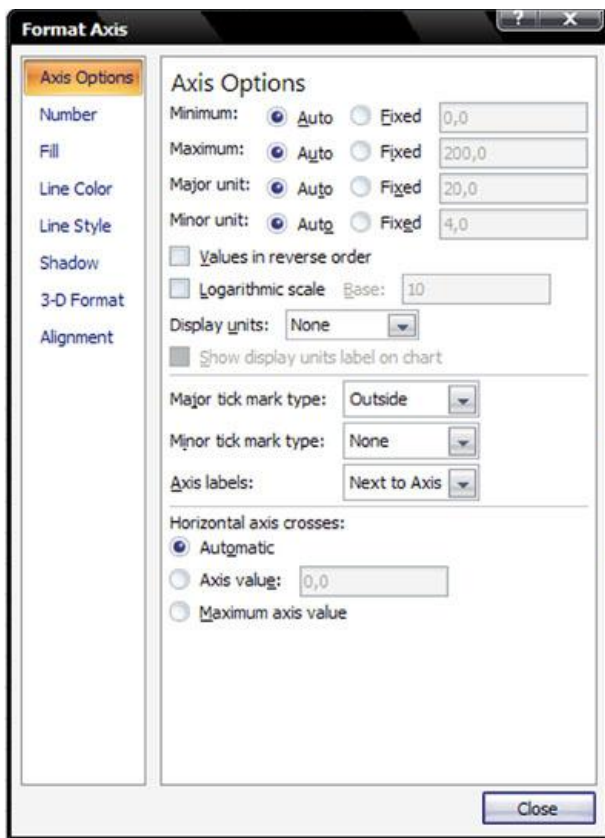 Format Axis
?
X
Axis Options
Number
Fill
Line Color
Line Style
Shadow
3-D Format
Alignment
Axis Options
Minimum: Auto Fixed 0,0
Maximum: Auto Fixed 200,0
Major unit: Auto Fixed 20,0
Minor unit: Auto Fixed 4,0
Values in reverse order
Logarithmic scale Base: 10
Display units: None
Show display units label on chart
Major tick mark type: Outside
Minor tick mark type: None
Axis labels: Next to Axis
Horizontal axis crosses:
Automatic
Axis value: 0,0
Maximum axis value
Close